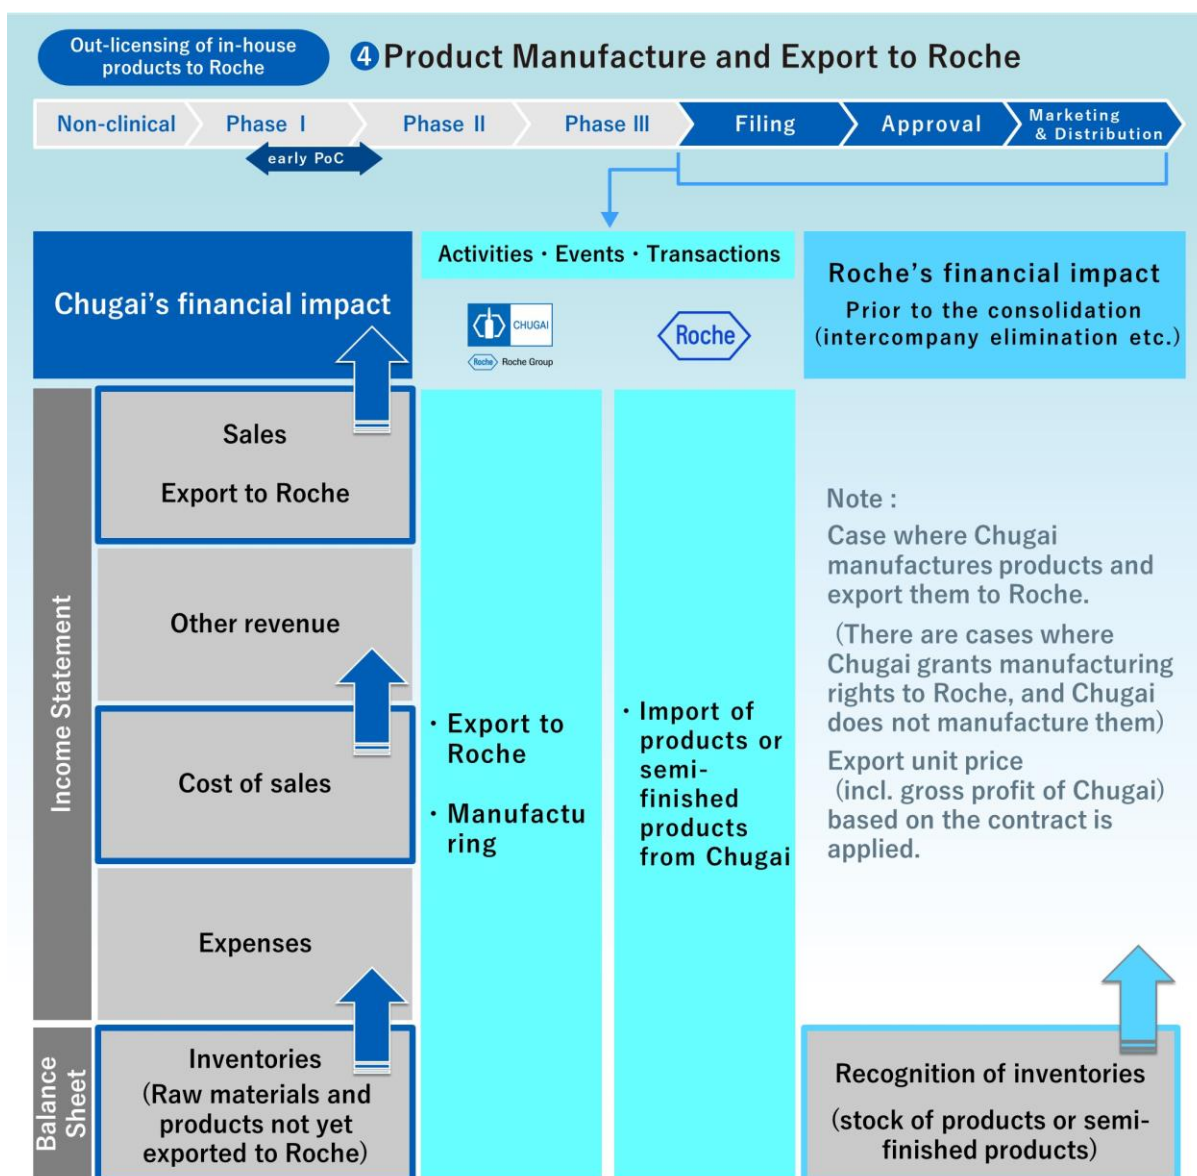 Out-licensing of in-house
products to Roche
④ Product Manufacture and Export to Roche
Non-clinical
Phase I
Phase II
Phase III
Filing
Approval
Marketing
& Distribution
early PoC
Chugai’s financial impact
Activities・Events・Transactions
CHUGAI
Roche Roche Group
Roche
Roche’s financial impact
Prior to the consolidation
(intercompany elimination etc.)
Income Statement
Sales
Export to Roche
Other revenue
Cost of sales
Expenses
・Export to
Roche
・Manufactu
ring
・Import of
products or
semi-
finished
products
from Chugai
Note :
Case where Chugai
manufactures products and
export them to Roche.
(There are cases where
Chugai grants manufacturing
rights to Roche, and Chugai
does not manufacture them)
Export unit price
(incl. gross profit of Chugai)
based on the contract is
applied.
Balance
Sheet
Inventories
(Raw materials and
products not yet
exported to Roche)
Recognition of inventories
(stock of products or semi-
finished products)